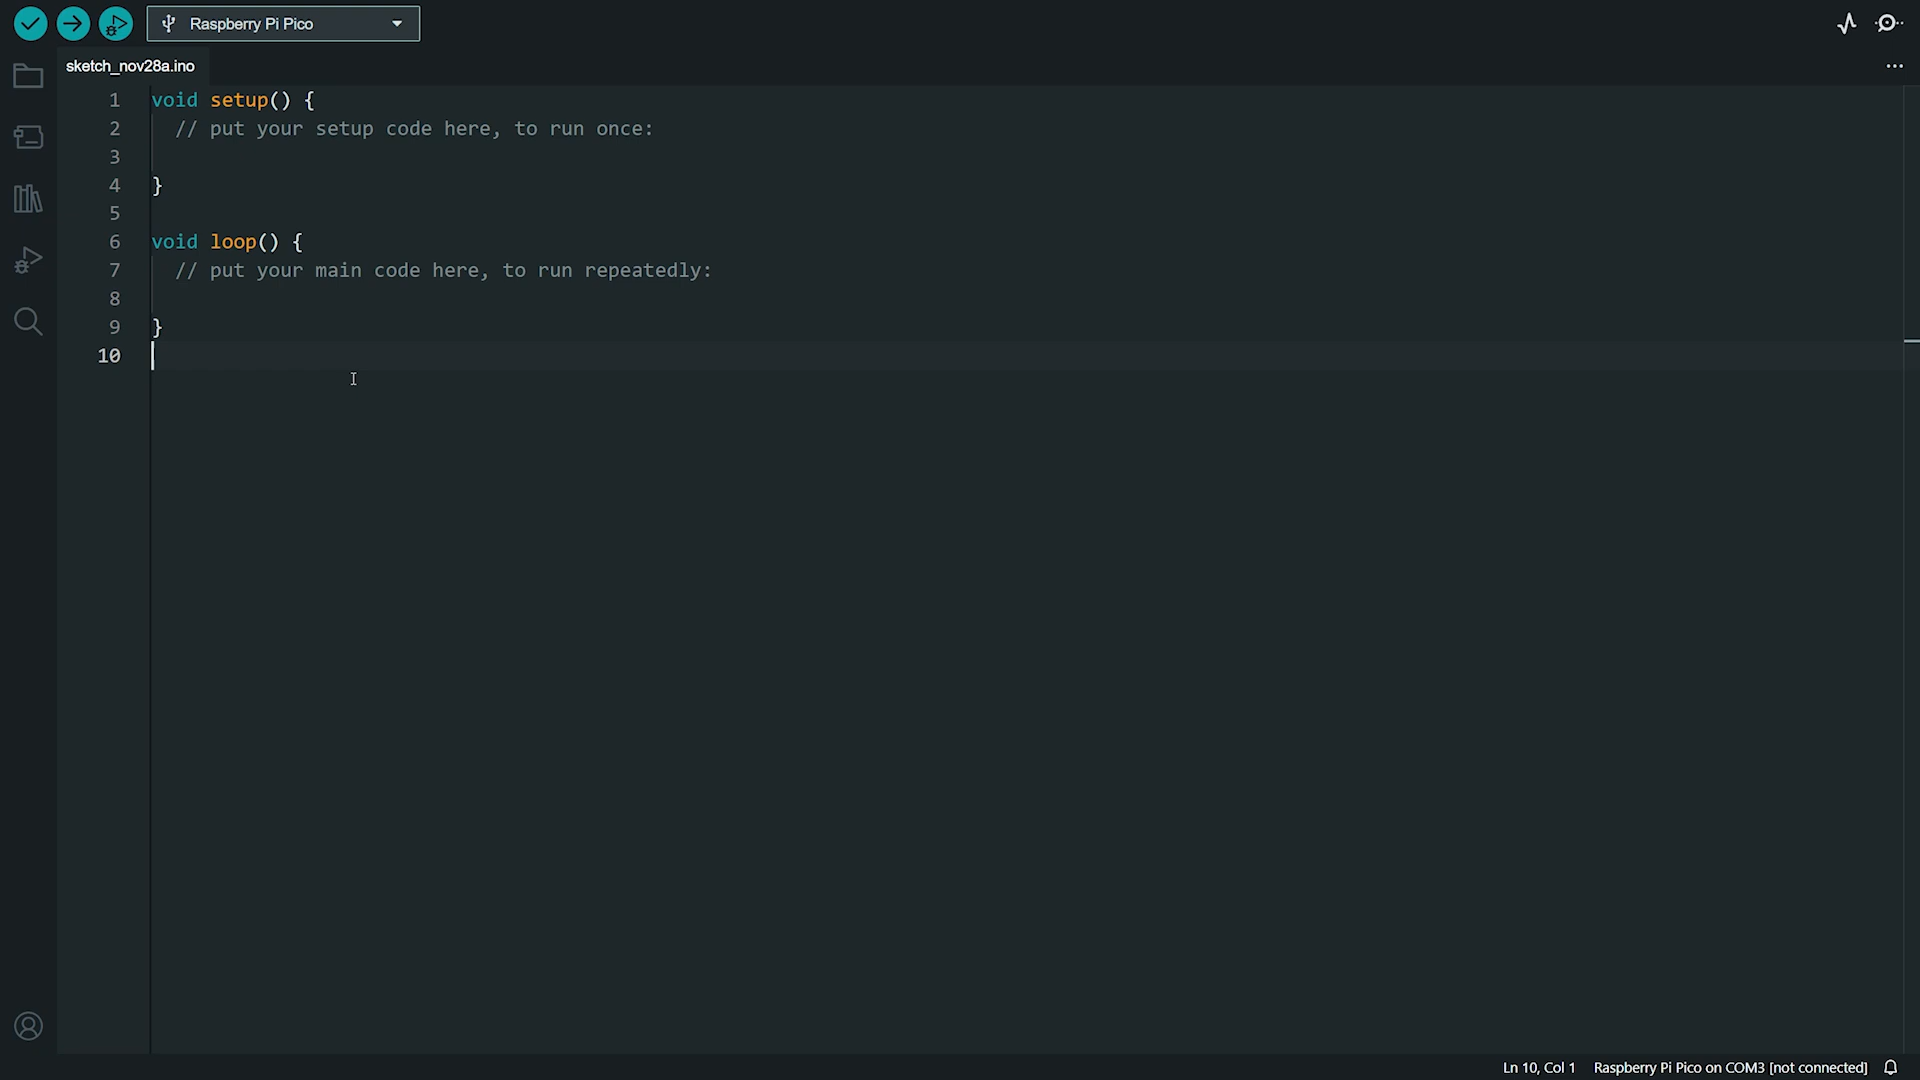 Raspberry Pi Pico
sketch_nov28a.ino
1 void setup() {
2 // put your setup code here, to run once:
3
4 }
5
6 void loop() {
7 // put your main code here, to run repeatedly:
8
9 }
10
Ln 10, Col 1 Raspberry Pi Pico on COM3 [not connected]